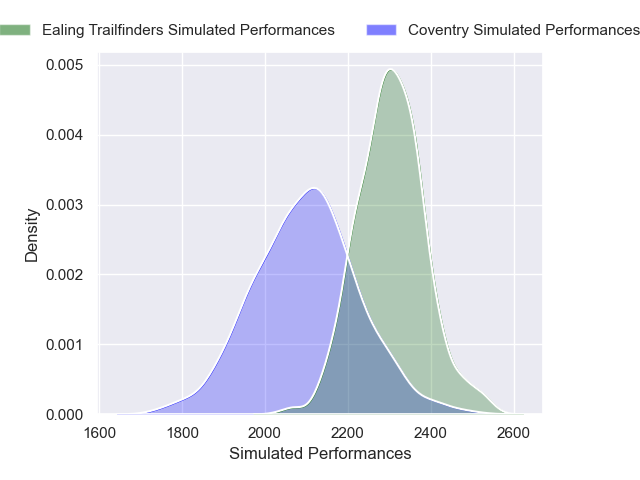 Ealing Trailfinders Simulated Performances
Coventry Simulated Performances
0.005
0.004
0.003
0.002
0.001
0.000
Density
1600 1800 2000 2200 2400 2600
Simulated Performances